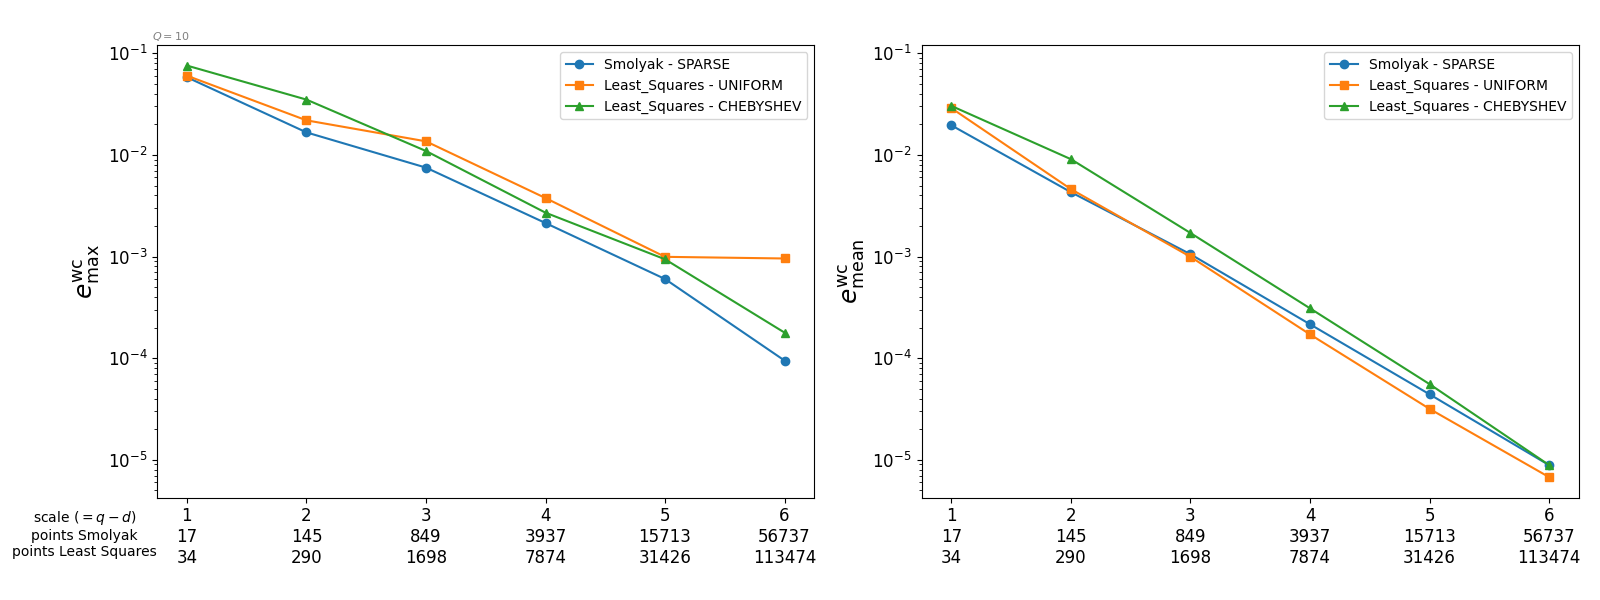 Q = 10
10⁻¹
10⁻²
10⁻³
10⁻⁴
10⁻⁵
e^wc_max
Smolyak - SPARSE
Least_Squares - UNIFORM
Least_Squares - CHEBYSHEV
10⁻¹
10⁻²
10⁻³
10⁻⁴
10⁻⁵
e^wc_mean
Smolyak - SPARSE
Least_Squares - UNIFORM
Least_Squares - CHEBYSHEV
scale (= q − d) 1 2 3 4 5 6 1 2 3 4 5 6
points Smolyak 17 145 849 3937 15713 56737 17 145 849 3937 15713 56737
points Least Squares 34 290 1698 7874 31426 113474 34 290 1698 7874 31426 113474